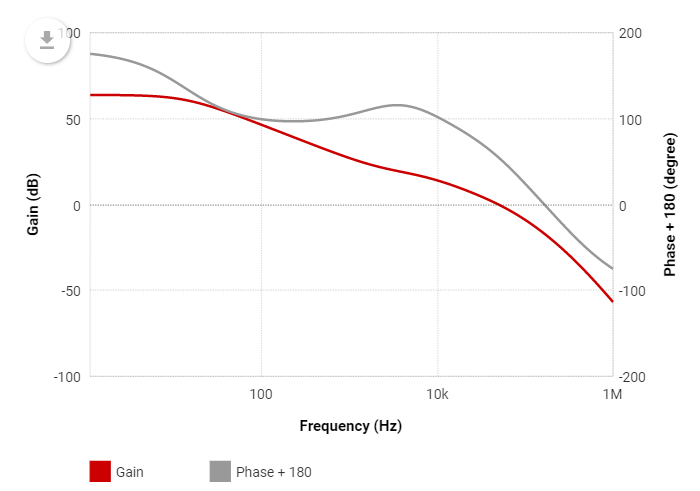 100
200
50
100
0
0
-50
-100
-100
-200
100
10k
1M
Gain (dB)
Phase + 180 (degree)
Frequency (Hz)
Gain
Phase + 180